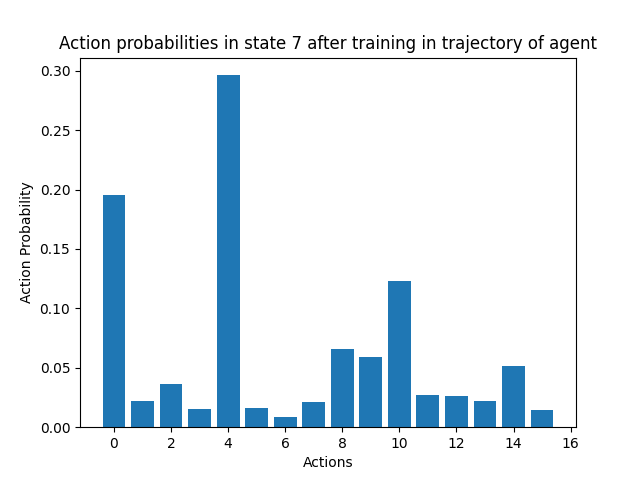 Action probabilities in state 7 after training in trajectory of agent
0.30
0.25
0.20
0.15
0.10
0.05
0.00
Action Probability
0 2 4 6 8 10 12 14 16
Actions